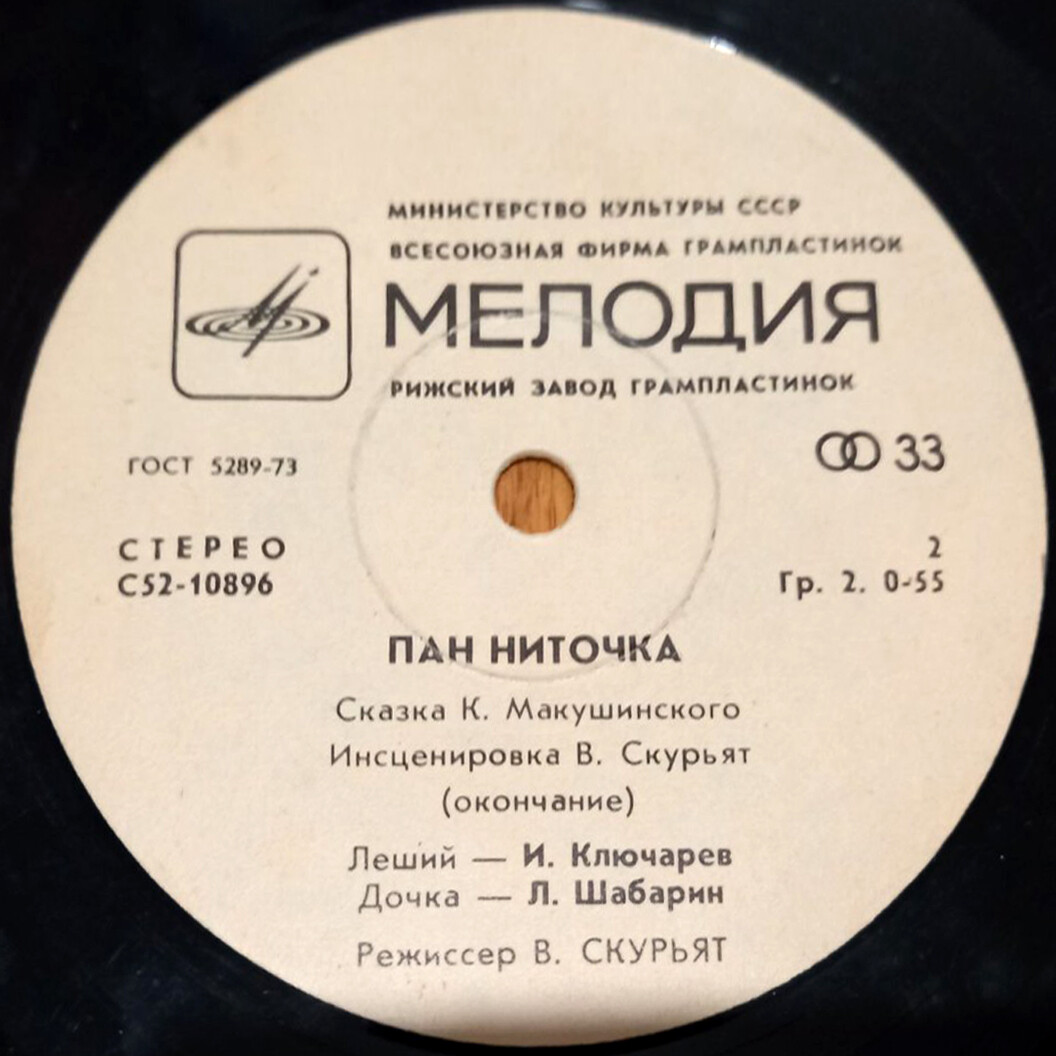 МИНИСТЕРСТВО КУЛЬТУРЫ СССР
ВСЕСОЮЗНАЯ ФИРМА ГРАМПЛАСТИНОК
МЕЛОДИЯ
РИЖСКИЙ ЗАВОД ГРАМПЛАСТИНОК
ГОСТ 5289-73
33
СТЕРЕО
2
С52-10896
Гр. 2. 0-55
ПАН НИТОЧКА
Сказка К. Макушинского
Инсценировка В. Скурьят
(окончание)
Леший — И. Ключарев
Дочка — Л. Шабарин
Режиссер В. СКУРЬЯТ